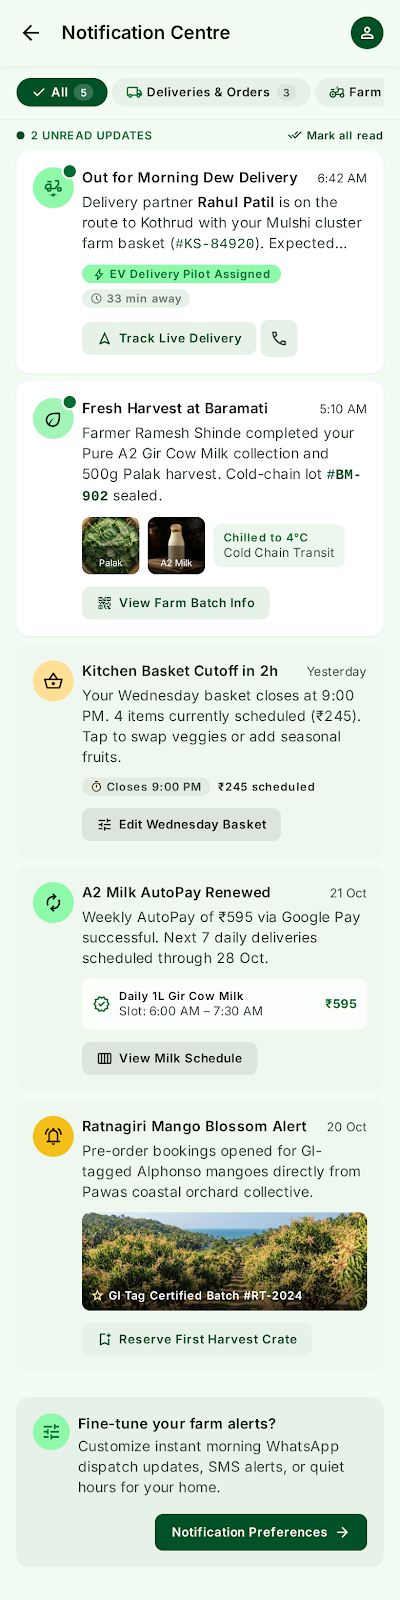 Notification Centre
All 5
Deliveries & Orders 3
Farm
2 UNREAD UPDATES
Mark all read
Out for Morning Dew Delivery
6:42 AM
Delivery partner Rahul Patil is on the
route to Kothrud with your Mulshi cluster
farm basket (#KS-84920). Expected...
EV Delivery Pilot Assigned
33 min away
Track Live Delivery
Fresh Harvest at Baramati
5:10 AM
Farmer Ramesh Shinde completed your
Pure A2 Gir Cow Milk collection and
500g Palak harvest. Cold-chain lot #BM-
902 sealed.
Palak
A2 Milk
Chilled to 4°C
Cold Chain Transit
View Farm Batch Info
Kitchen Basket Cutoff in 2h
Yesterday
Your Wednesday basket closes at 9:00
PM. 4 items currently scheduled (₹245).
Tap to swap veggies or add seasonal
fruits.
Closes 9:00 PM
₹245 scheduled
Edit Wednesday Basket
A2 Milk AutoPay Renewed
21 Oct
Weekly AutoPay of ₹595 via Google Pay
successful. Next 7 daily deliveries
scheduled through 28 Oct.
Daily 1L Gir Cow Milk
Slot: 6:00 AM – 7:30 AM
₹595
View Milk Schedule
Ratnagiri Mango Blossom Alert
20 Oct
Pre-order bookings opened for GI-
tagged Alphonso mangoes directly from
Pawas coastal orchard collective.
GI Tag Certified Batch #RT-2024
Reserve First Harvest Crate
Fine-tune your farm alerts?
Customize instant morning WhatsApp
dispatch updates, SMS alerts, or quiet
hours for your home.
Notification Preferences